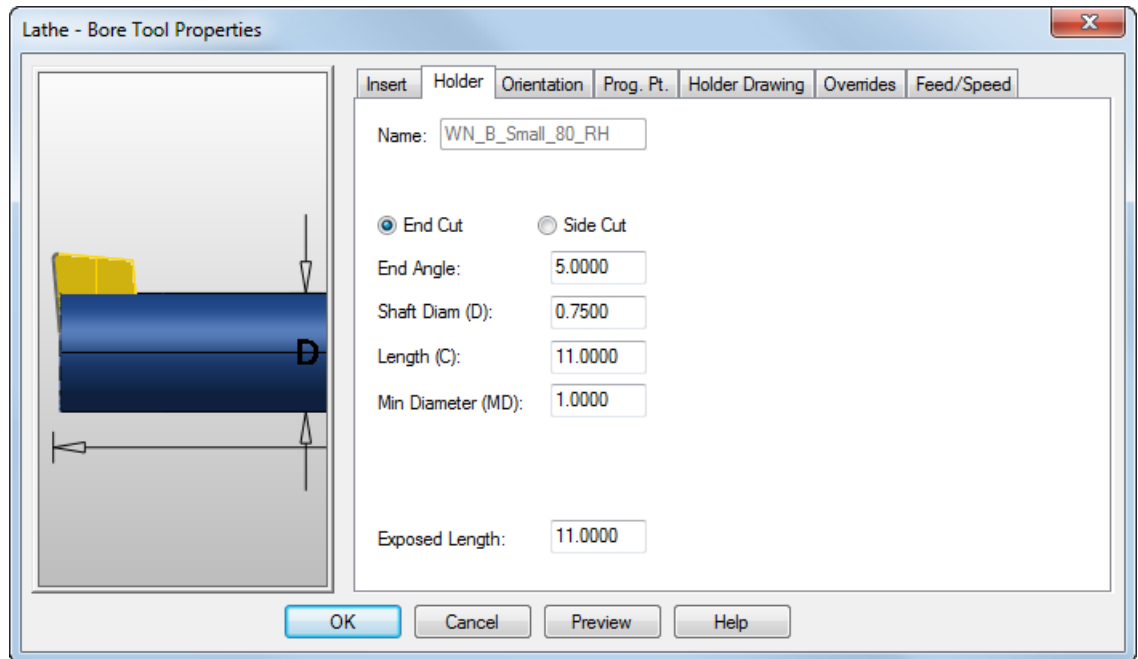 Lathe - Bore Tool Properties
Insert Holder Orientation Prog. Pt. Holder Drawing Overrides Feed/Speed
Name: WN_B_Small_80_RH
End Cut Side Cut
End Angle: 5.0000
Shaft Diam (D): 0.7500
D
Length (C): 11.0000
Min Diameter (MD): 1.0000
Exposed Length: 11.0000
OK Cancel Preview Help